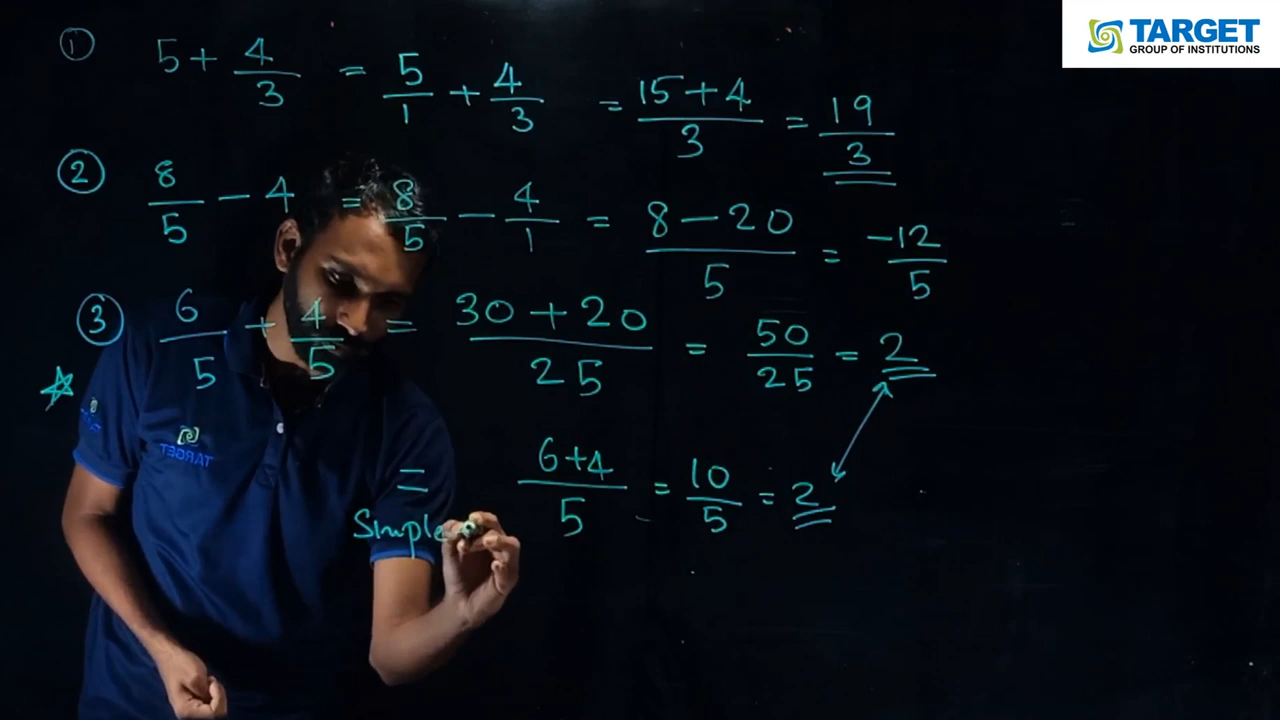 TARGET
GROUP OF INSTITUTIONS
① 5 + 4/3 = 5/1 + 4/3 = (15 + 4)/3 = 19/3
② 8/5 - 4 = 8/5 - 4/1 = (8 - 20)/5 = -12/5
③ 6/5 + 4/5 = (30 + 20)/25 = 50/25 = 2
☆
= (6+4)/5 = 10/5 = 2
Simple
TARGET